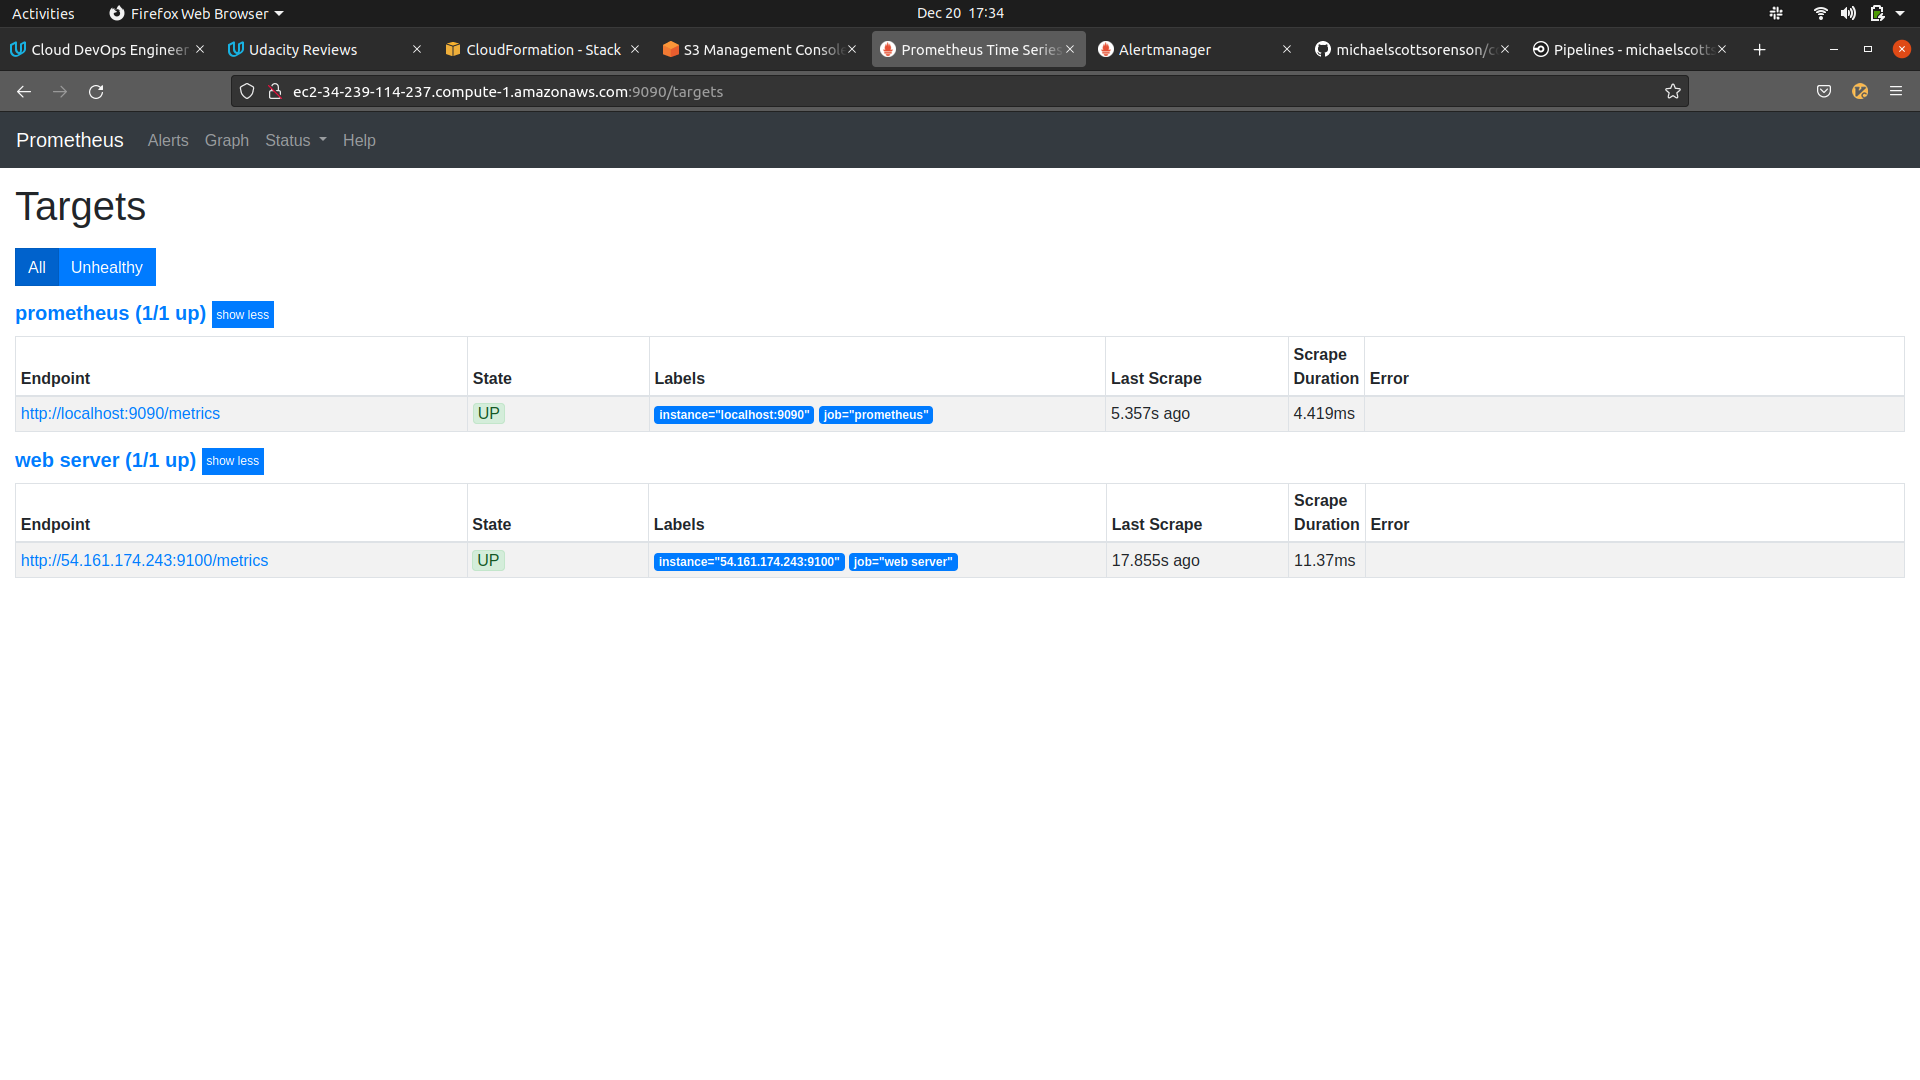 Activities Firefox Web Browser Dec 20 17:34
Cloud DevOps Engineer Udacity Reviews CloudFormation - Stack S3 Management Consol Prometheus Time Series Alertmanager michaelscottsorenson/c Pipelines - michaelscotts
ec2-34-239-114-237.compute-1.amazonaws.com:9090/targets
Prometheus Alerts Graph Status Help
Targets
All Unhealthy
prometheus (1/1 up) show less
Endpoint State Labels Last Scrape Scrape Duration Error
http://localhost:9090/metrics UP instance="localhost:9090" job="prometheus" 5.357s ago 4.419ms
web server (1/1 up) show less
Endpoint State Labels Last Scrape Scrape Duration Error
http://54.161.174.243:9100/metrics UP instance="54.161.174.243:9100" job="web server" 17.855s ago 11.37ms